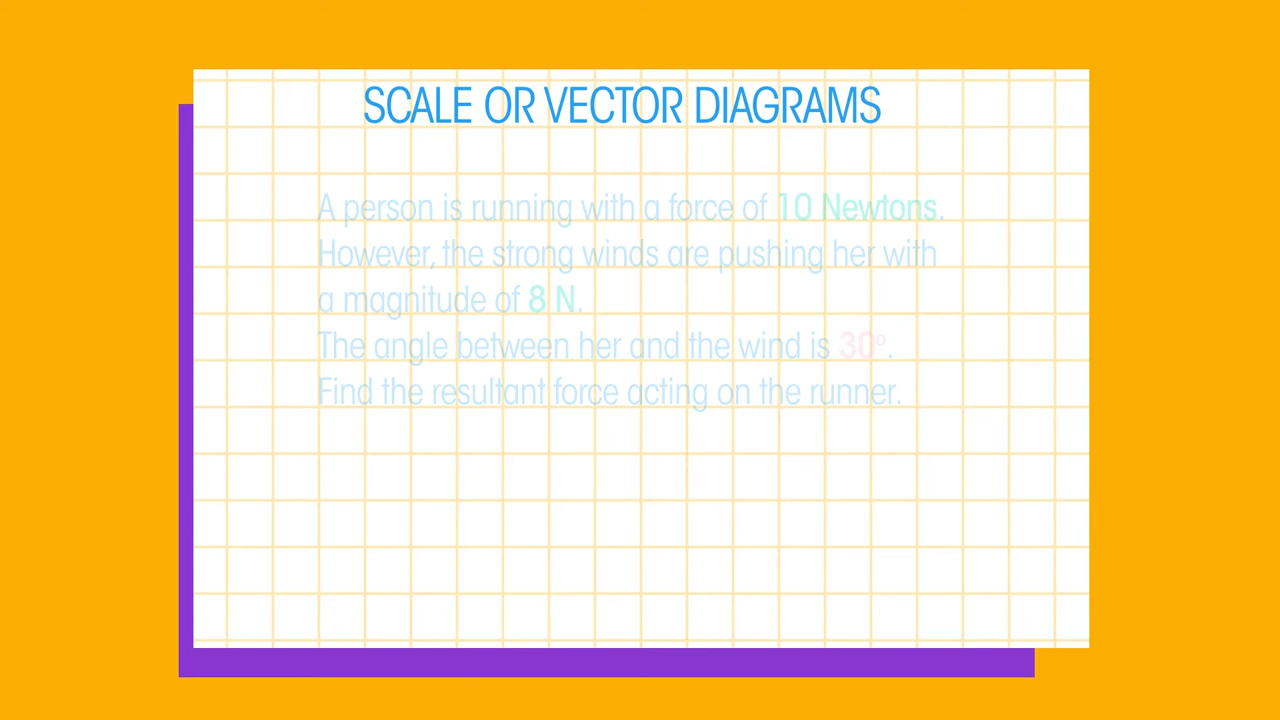 SCALE OR VECTOR DIAGRAMS
A person is running with a force of 10 Newtons.
However, the strong winds are pushing her with
a magnitude of 8 N.
The angle between her and the wind is 30º.
Find the resultant force acting on the runner.